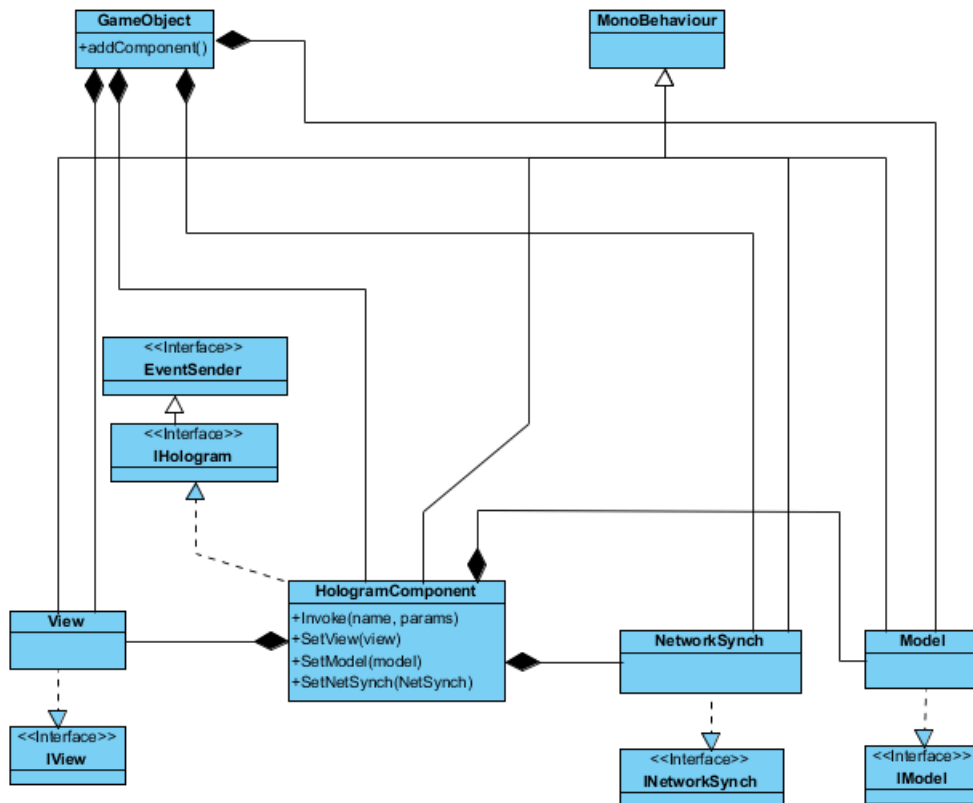 GameObject
+addComponent()
MonoBehaviour
<<Interface>>
EventSender
<<Interface>>
IHologram
HologramComponent
+Invoke(name, params)
+SetView(view)
+SetModel(model)
+SetNetSynch(NetSynch)
View
NetworkSynch
Model
<<Interface>>
IView
<<Interface>>
INetworkSynch
<<Interface>>
IModel